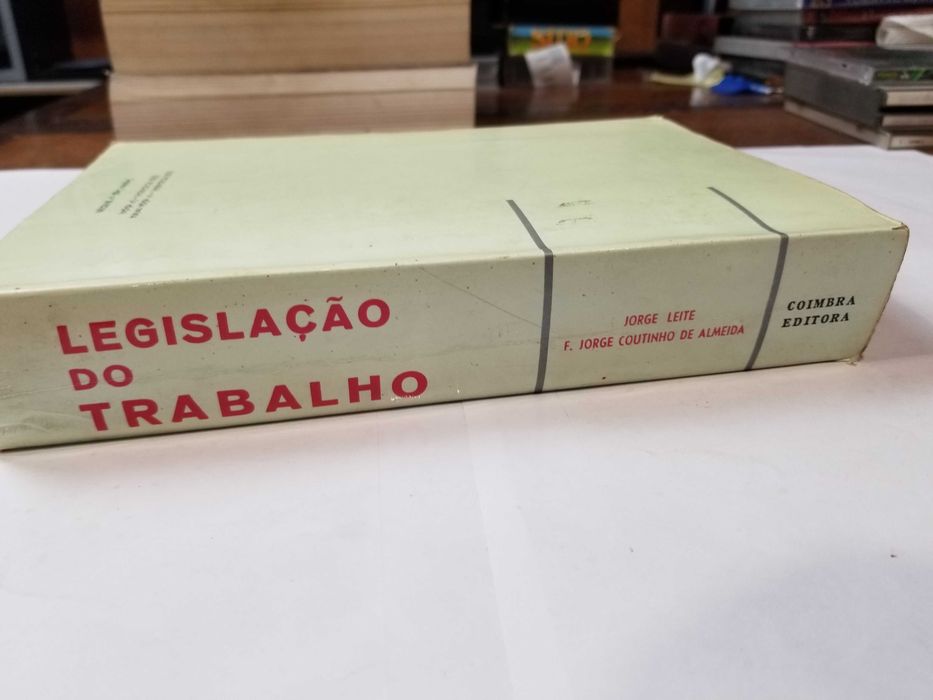 LEGISLAÇÃO
DO
TRABALHO
JORGE LEITE
F. JORGE COUTINHO DE ALMEIDA
COIMBRA
EDITORA